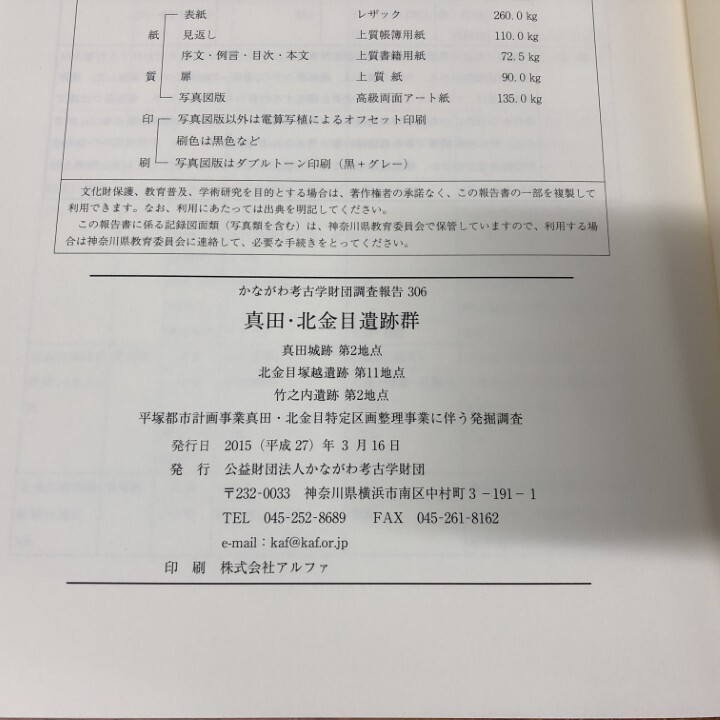 表紙 レザック 260.0 kg
紙 見返し 上質帳簿用紙 110.0 kg
序文・例言・目次・本文 上質書籍用紙 72.5 kg
質 扉 上質紙 90.0 kg
写真図版 高級両面アート紙 135.0 kg
印 写真図版以外は電算写植によるオフセット印刷
刷色は黒色など
刷 写真図版はダブルトーン印刷（黒+グレー）
文化財保護、教育普及、学術研究を目的とする場合は、著作権者の承諾なく、この報告書の一部を複製して
利用できます。なお、利用にあたっては出典を明記してください。
この報告書に係る記録図面類（写真類を含む）は、神奈川県教育委員会で保管していますので、利用する場
合は神奈川県教育委員会に連絡して、必要な手続きをとってください。
かながわ考古学財団調査報告 306
真田・北金目遺跡群
真田城跡 第2地点
北金目塚越遺跡 第11地点
竹之内遺跡 第2地点
平塚都市計画事業真田・北金目特定区画整理事業に伴う発掘調査
発行日 2015（平成27）年 3 月 16 日
発 行 公益財団法人かながわ考古学財団
〒232-0033 神奈川県横浜市南区中村町 3 －191－1
TEL 045-252-8689 FAX 045-261-8162
e-mail：kaf@kaf.or.jp
印 刷 株式会社アルファ